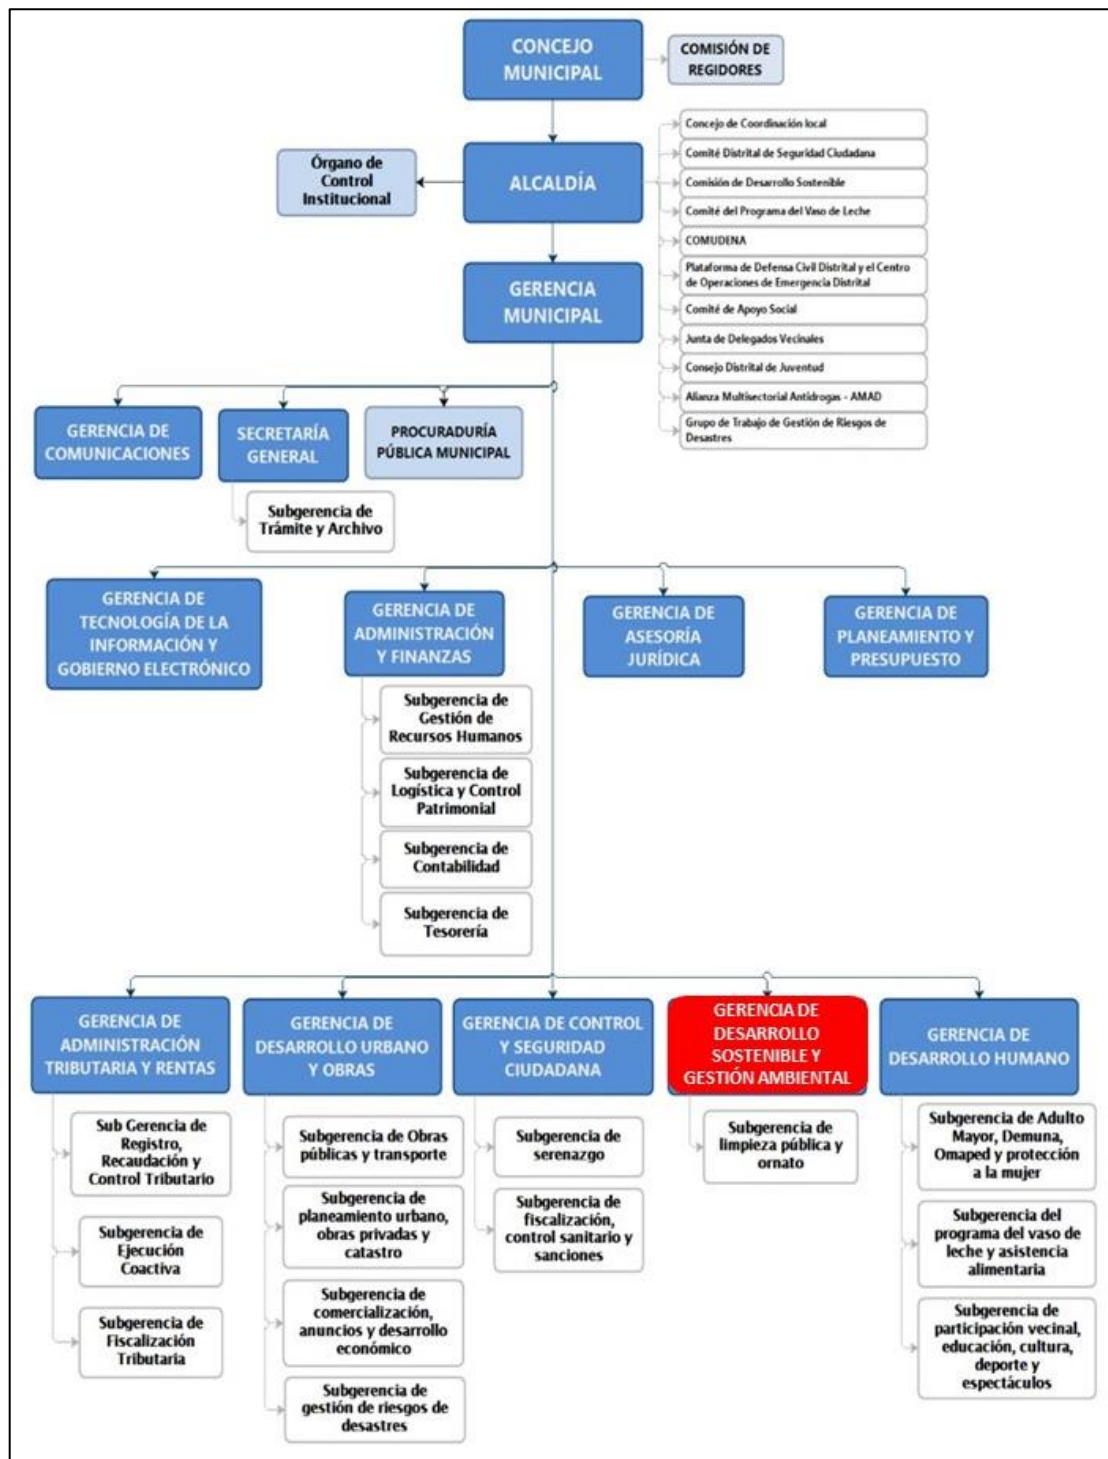 CONCEJO
MUNICIPAL
COMISIÓN DE
REGIDORES
Órgano de
Control
Institucional
ALCALDÍA
Concejo de Coordinación local
Comité Distrital de Seguridad Ciudadana
Comisión de Desarrollo Sostenible
Comité del Programa del Vaso de Leche
COMUDENA
Plataforma de Defensa Civil Distrital y el Centro
de Operaciones de Emergencia Distrital
Comité de Apoyo Social
Junta de Delegados Vecinales
Consejo Distrital de Juventud
Alianza Multisectorial Antidrogas - AMAD
Grupo de Trabajo de Gestión de Riesgos de
Desastres
GERENCIA
MUNICIPAL
GERENCIA DE
COMUNICACIONES
SECRETARÍA
GENERAL
PROCURADURÍA
PÚBLICA MUNICIPAL
Subgerencia de
Trámite y Archivo
GERENCIA DE
TECNOLOGÍA DE LA
INFORMACIÓN Y
GOBIERNO ELECTRÓNICO
GERENCIA DE
ADMINISTRACIÓN
Y FINANZAS
GERENCIA DE
ASESORÍA
JURÍDICA
GERENCIA DE
PLANEAMIENTO Y
PRESUPUESTO
Subgerencia de
Gestión de
Recursos Humanos
Subgerencia de
Logística y Control
Patrimonial
Subgerencia de
Contabilidad
Subgerencia de
Tesorería
GERENCIA DE
ADMINISTRACIÓN
TRIBUTARIA Y RENTAS
GERENCIA DE
DESARROLLO URBANO
Y OBRAS
GERENCIA DE CONTROL
Y SEGURIDAD
CIUDADANA
GERENCIA DE
DESARROLLO
SOSTENIBLE Y
GESTIÓN AMBIENTAL
GERENCIA DE
DESARROLLO HUMANO
Sub Gerencia de
Registro,
Recaudación y
Control Tributario
Subgerencia de
Ejecución
Coactiva
Subgerencia de
Fiscalización
Tributaria
Subgerencia de Obras
públicas y transporte
Subgerencia de
planeamiento urbano,
obras privadas y
catastro
Subgerencia de
comercialización,
anuncios y desarrollo
económico
Subgerencia de
gestión de riesgos de
desastres
Subgerencia de
serenazgo
Subgerencia de
fiscalización,
control sanitario y
sanciones
Subgerencia de
limpieza pública y
ornato
Subgerencia de Adulto
Mayor, Demuna,
Omaped y protección
a la mujer
Subgerencia del
programa del vaso de
leche y asistencia
alimentaria
Subgerencia de
participación vecinal,
educación, cultura,
deporte y
espectáculos